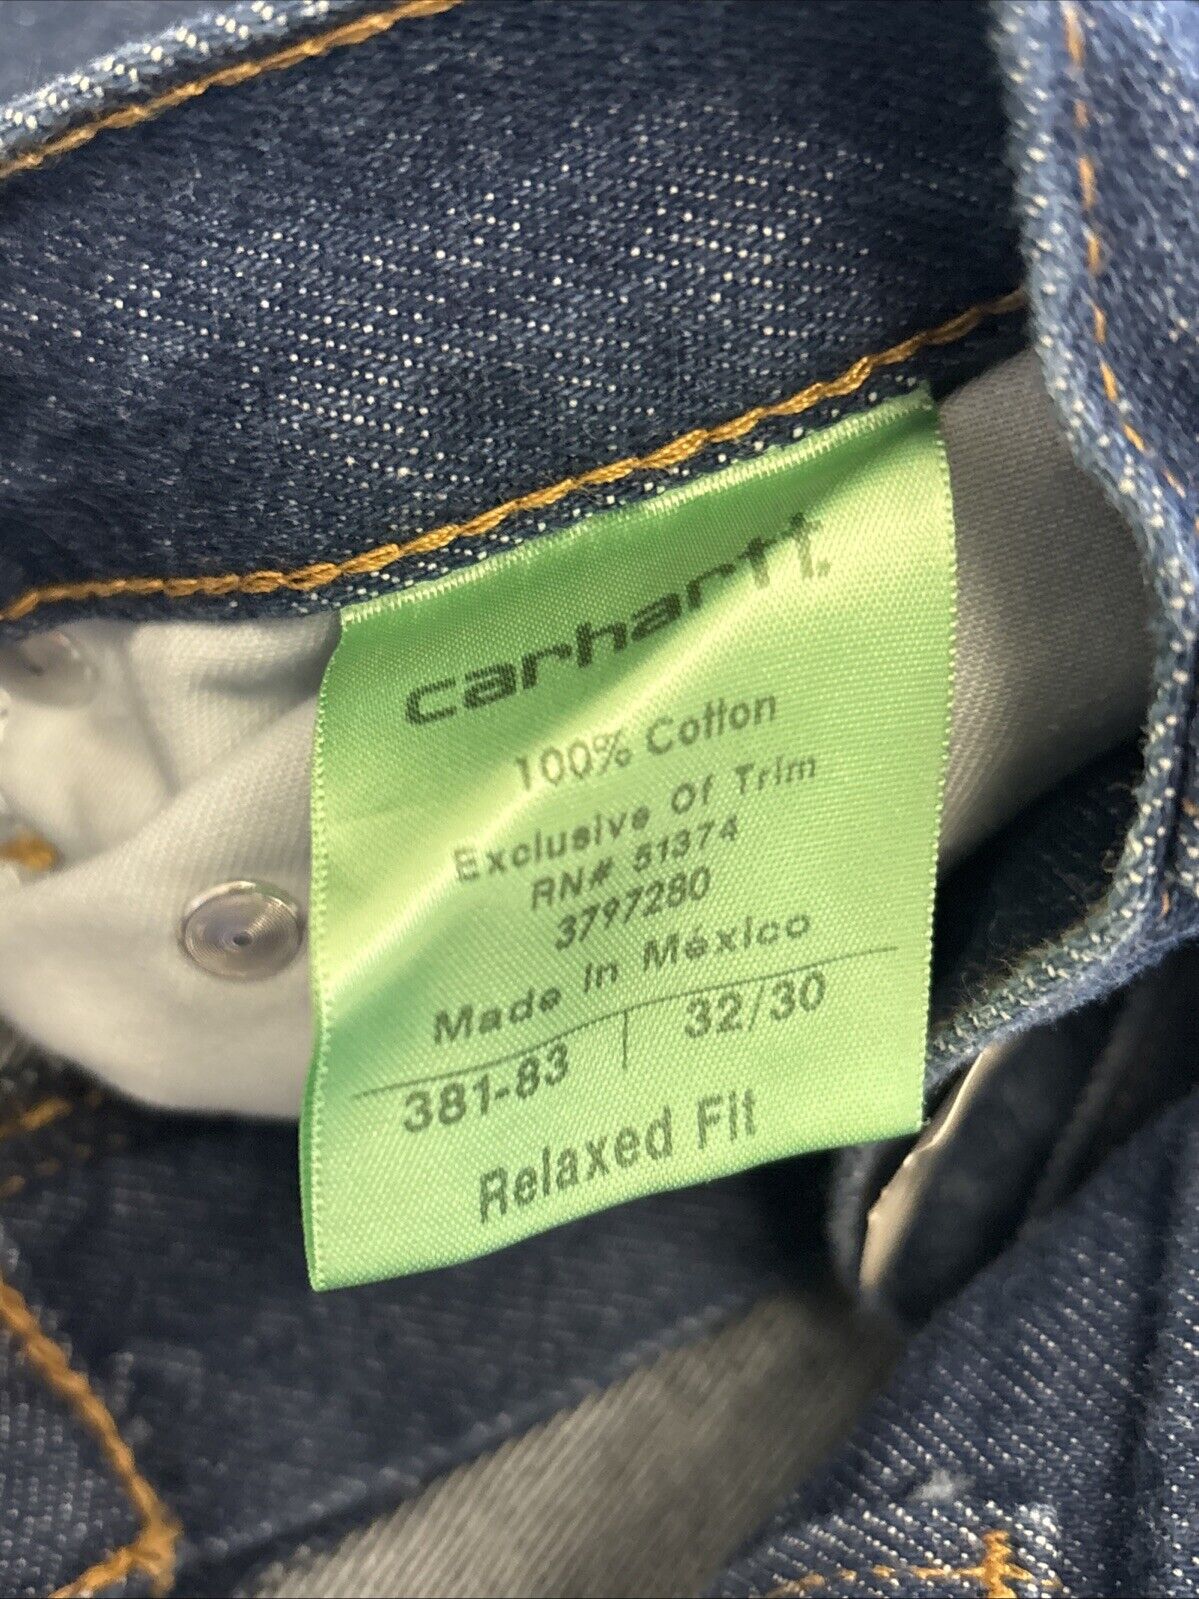 carhartt.
100% Cotton
Exclusive Of Trim
RN# 51374
3797280
Made in México
381-83 32/30
Relaxed Fit